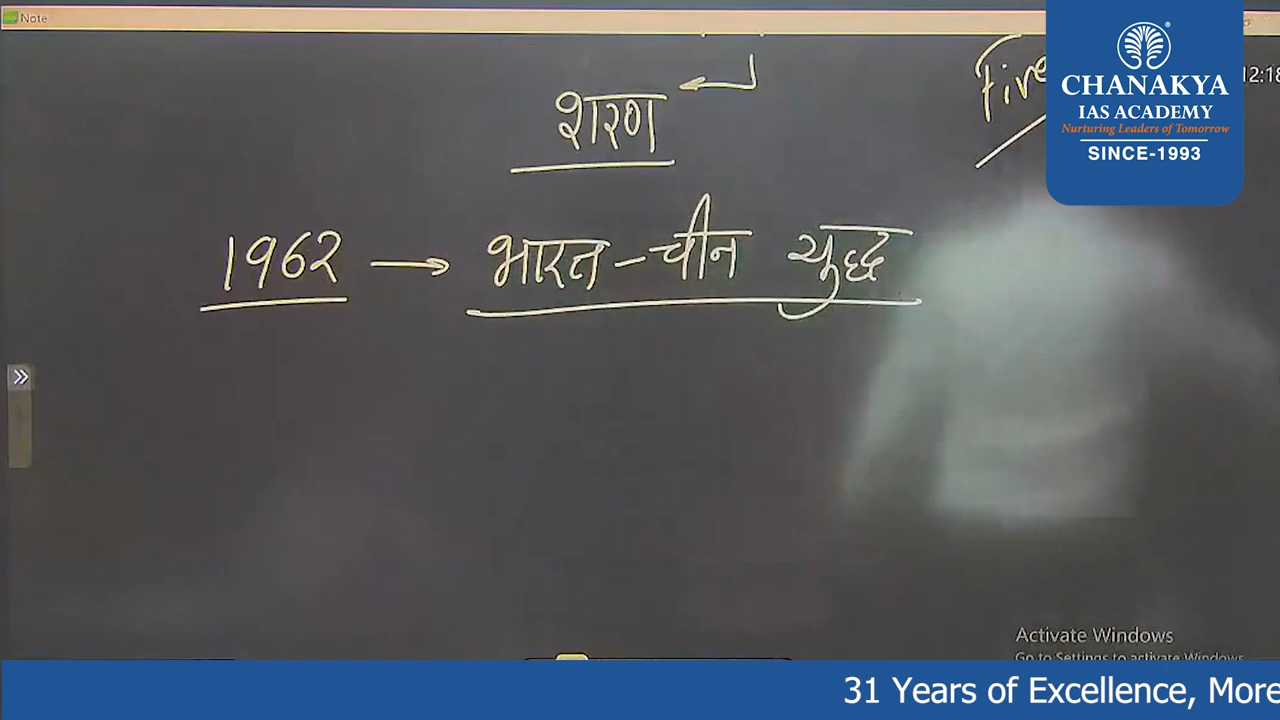 Note
शरण
Five
12:18
CHANAKYA
IAS ACADEMY
Nurturing Leaders of Tomorrow
SINCE-1993
1962 → भारत-चीन युद्ध
Activate Windows
Go to Settings to activate Windows.
31 Years of Excellence, More